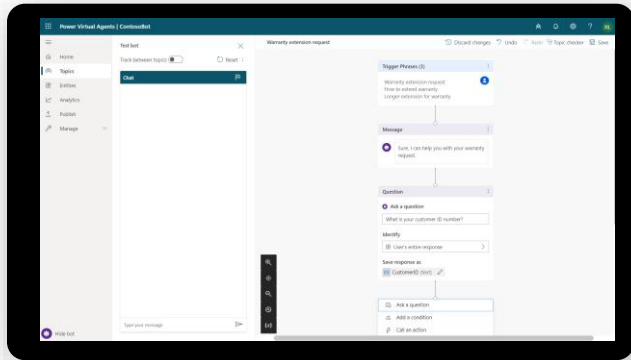 Power Virtual Agents | ContosoBot
?
Home
Topics
Entities
Analytics
Publish
Manage
Hide bot
Test bot
Track between topics
Reset
Chat
Type your message
Warranty extension request
Discard changes
Undo
Redo
Topic checker
Save
Trigger Phrases (3)
Warranty extension request
How to extend warranty
Longer extension for warranty
Message
Sure, I can help you with your warranty
request.
Question
Ask a question
What is your customer ID number?
Identify
User's entire response
Save response as
CustomerID (text)
Ask a question
Add a condition
Call an action